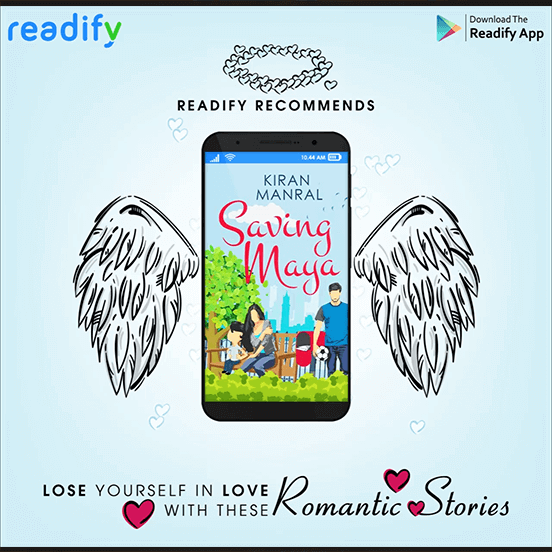 readify
Download The
Readify App
READIFY RECOMMENDS
10.44 AM
KIRAN
MANRAL
Saving
Maya
LOSE YOURSELF IN LOVE
WITH THESE Romantic Stories